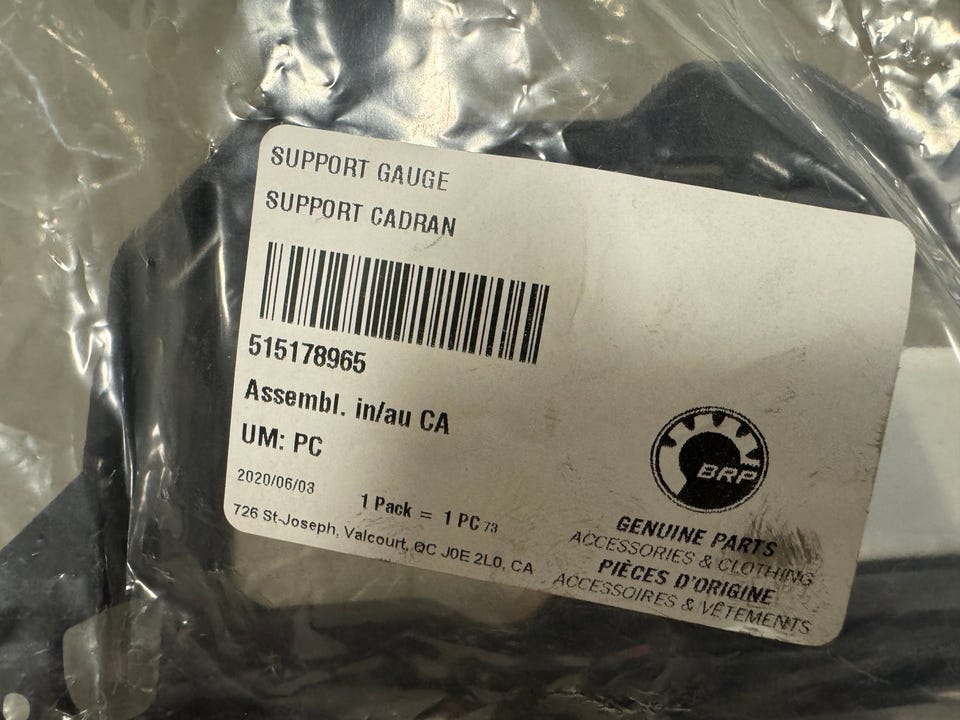 SUPPORT GAUGE
SUPPORT CADRAN
515178965
Assembl. in/au CA
UM: PC
2020/06/03
1 Pack = 1 PC 73
726 St-Joseph, Valcourt, QC J0E 2L0, CA
BRP
GENUINE PARTS
ACCESSORIES & CLOTHING
PIÈCES D'ORIGINE
ACCESSOIRES & VÊTEMENTS